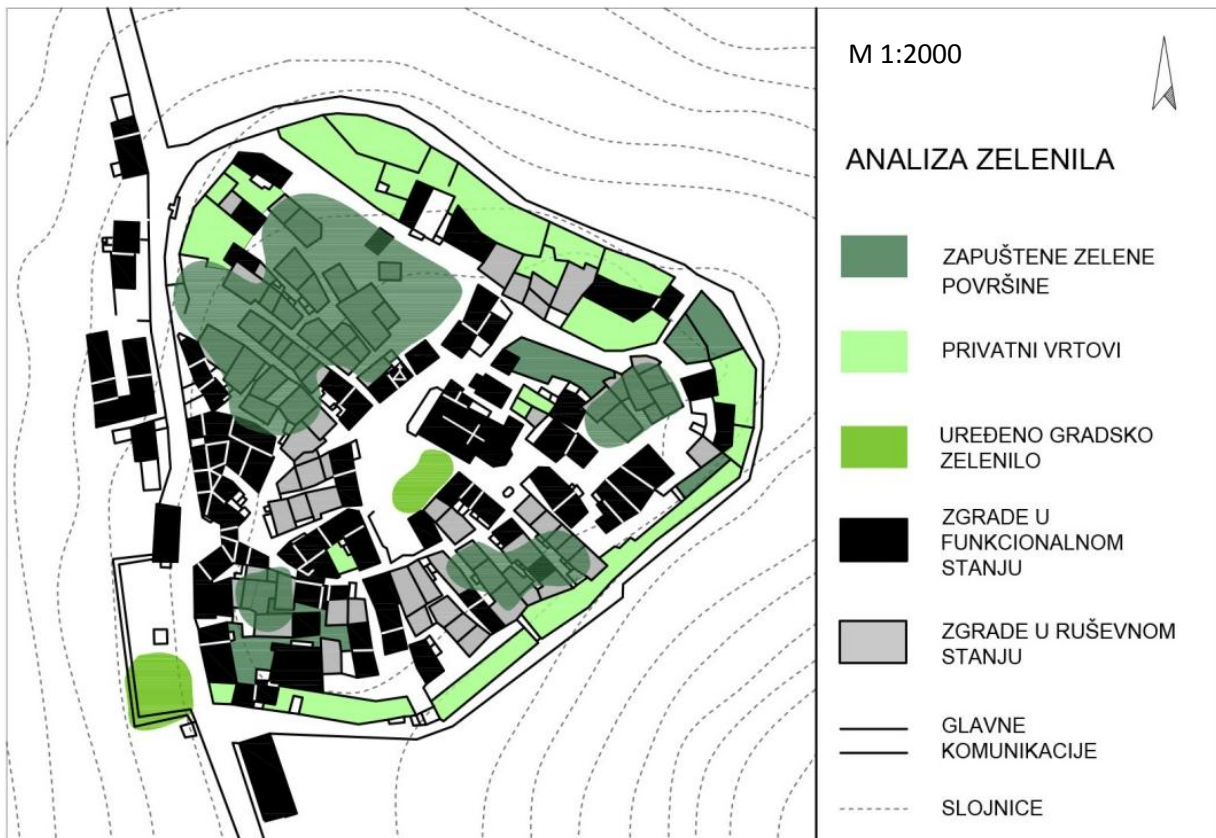 M 1:2000
ANALIZA ZELENILA
ZAPUŠTENE ZELENE
POVRŠINE
PRIVATNI VRTOVI
UREĐENO GRADSKO
ZELENILO
ZGRADE U
FUNKCIONALNOM
STANJU
ZGRADE U RUŠEVNOM
STANJU
GLAVNE
KOMUNIKACIJE
SLOJNICE